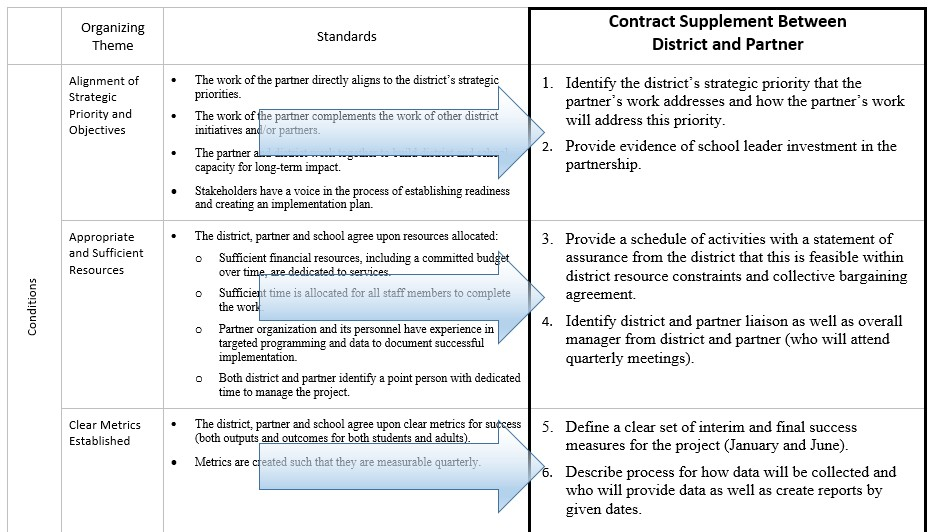 Organizing
Theme
Standards
Contract Supplement Between
District and Partner
Conditions
Alignment of
Strategic
Priority and
Objectives
• The work of the partner directly aligns to the district’s strategic
priorities.
• The work of the partner complements the work of other district
initiatives and/or partners.
• The partner and district work together to build district and school
capacity for long-term impact.
• Stakeholders have a voice in the process of establishing readiness
and creating an implementation plan.
1. Identify the district’s strategic priority that the
partner’s work addresses and how the partner’s work
will address this priority.
2. Provide evidence of school leader investment in the
partnership.
Appropriate
and Sufficient
Resources
• The district, partner and school agree upon resources allocated:
o Sufficient financial resources, including a committed budget
over time, are dedicated to services.
o Sufficient time is allocated for all staff members to complete
the work
o Partner organization and its personnel have experience in
targeted programming and data to document successful
implementation.
o Both district and partner identify a point person with dedicated
time to manage the project.
3. Provide a schedule of activities with a statement of
assurance from the district that this is feasible within
district resource constraints and collective bargaining
agreement.
4. Identify district and partner liaison as well as overall
manager from district and partner (who will attend
quarterly meetings).
Clear Metrics
Established
• The district, partner and school agree upon clear metrics for success
(both outputs and outcomes for both students and adults).
• Metrics are created such that they are measurable quarterly.
5. Define a clear set of interim and final success
measures for the project (January and June).
6. Describe process for how data will be collected and
who will provide data as well as create reports by
given dates.